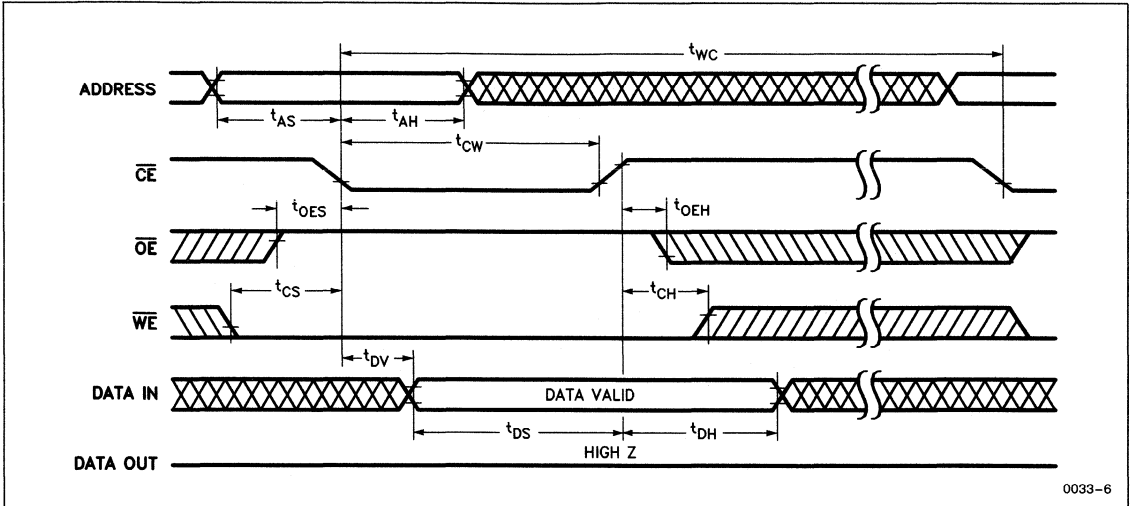 tWC
ADDRESS
tAS
tAH
tCW
CE
tOES
tOEH
OE
tCS
tCH
WE
tDV
DATA IN
DATA VALID
tDS
tDH
HIGH Z
DATA OUT
0033-6